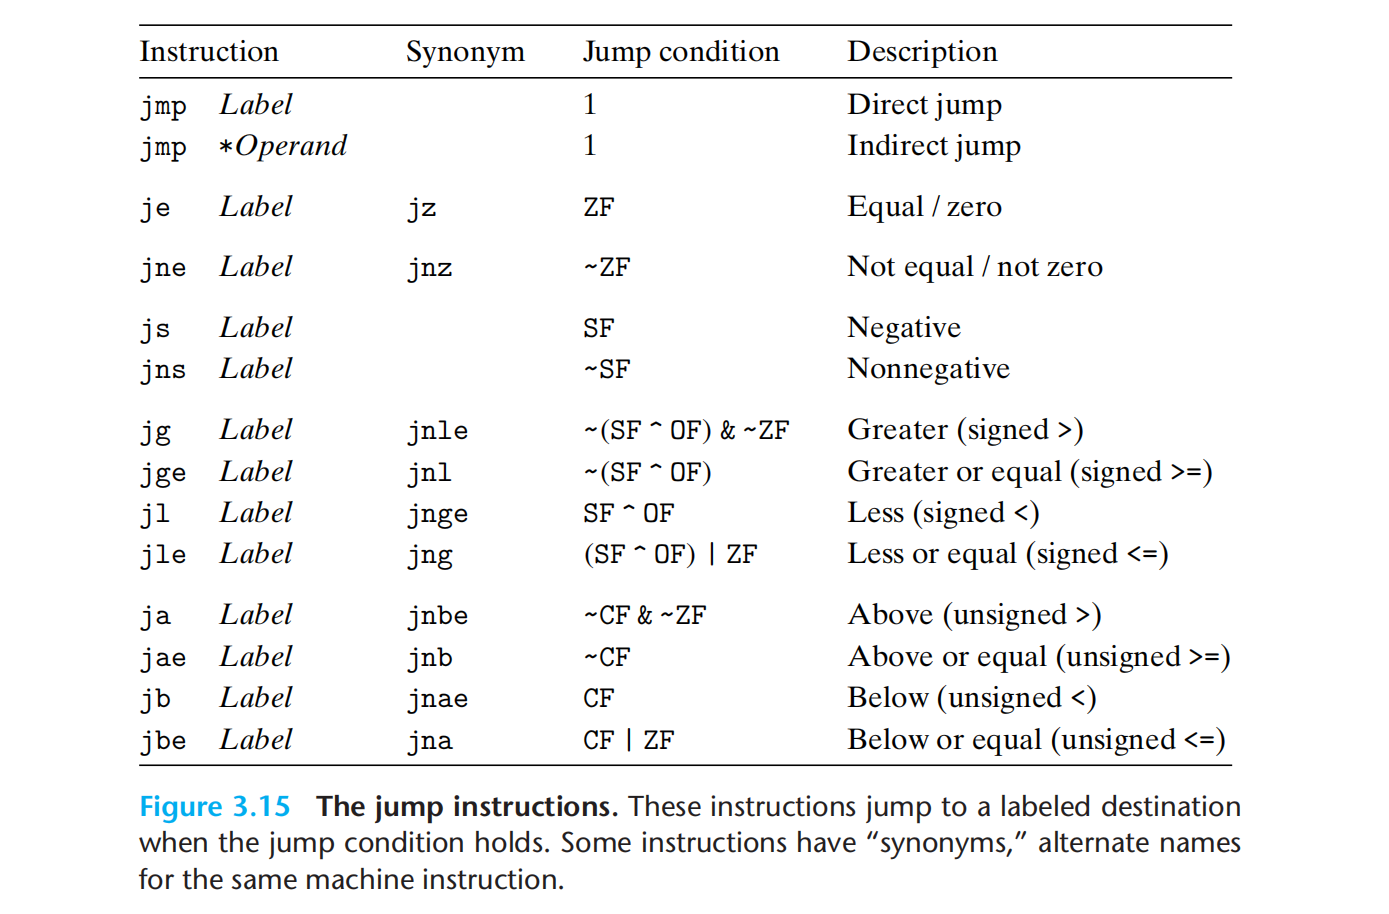 Instruction Synonym Jump condition Description
jmp Label 1 Direct jump
jmp *Operand 1 Indirect jump
je Label jz ZF Equal / zero
jne Label jnz ~ZF Not equal / not zero
js Label SF Negative
jns Label ~SF Nonnegative
jg Label jnle ~(SF ^ OF) & ~ZF Greater (signed >)
jge Label jnl ~(SF ^ OF) Greater or equal (signed >=)
jl Label jnge SF ^ OF Less (signed <)
jle Label jng (SF ^ OF) | ZF Less or equal (signed <=)
ja Label jnbe ~CF & ~ZF Above (unsigned >)
jae Label jnb ~CF Above or equal (unsigned >=)
jb Label jnae CF Below (unsigned <)
jbe Label jna CF | ZF Below or equal (unsigned <=)
Figure 3.15 The jump instructions. These instructions jump to a labeled destination
when the jump condition holds. Some instructions have “synonyms,” alternate names
for the same machine instruction.